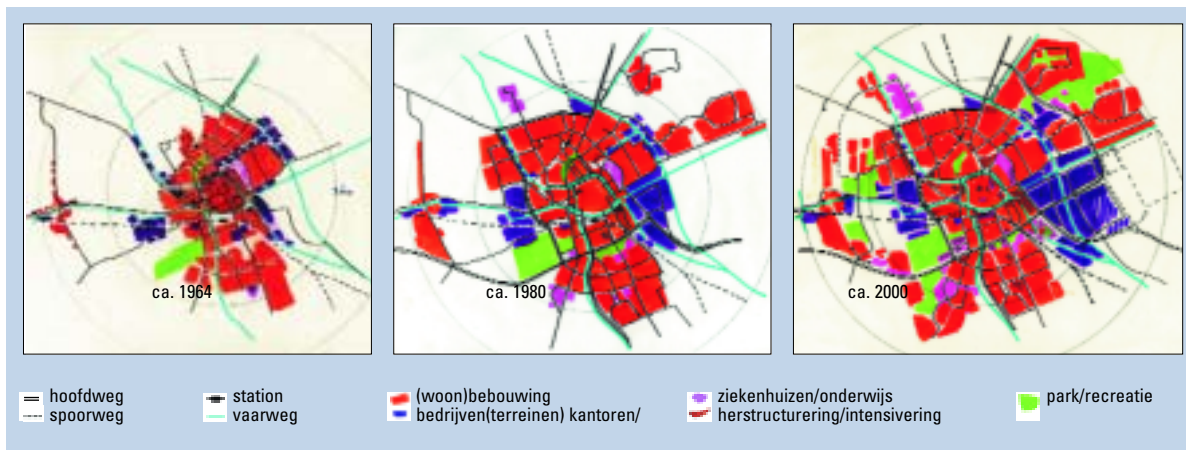 ca. 1964
ca. 1980
ca. 2000
hoofdweg
spoorweg
station
vaarweg
(woon)bebouwing
bedrijven(terreinen) kantoren/
ziekenhuizen/onderwijs
herstructurering/intensivering
park/recreatie